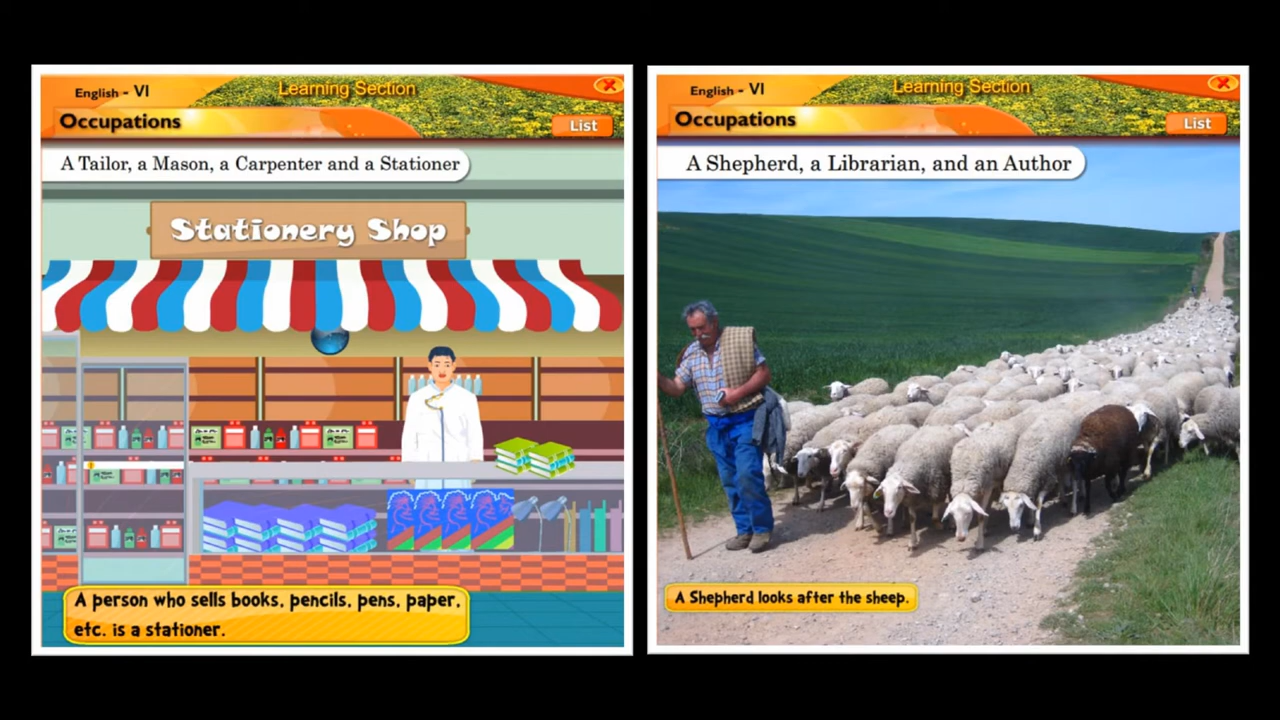 English - VI
Learning Section
Occupations
List
A Tailor, a Mason, a Carpenter and a Stationer
Stationery Shop
A person who sells books, pencils, pens, paper,
etc. is a stationer.
English - VI
Learning Section
Occupations
List
A Shepherd, a Librarian, and an Author
A Shepherd looks after the sheep.